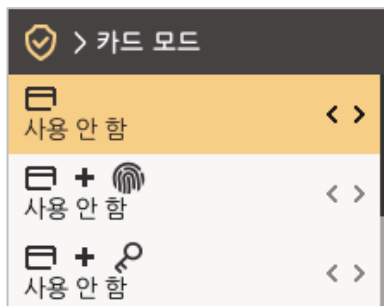 > 카드 모드
사용 안 함 < >
+
사용 안 함 < >
+
사용 안 함 < >